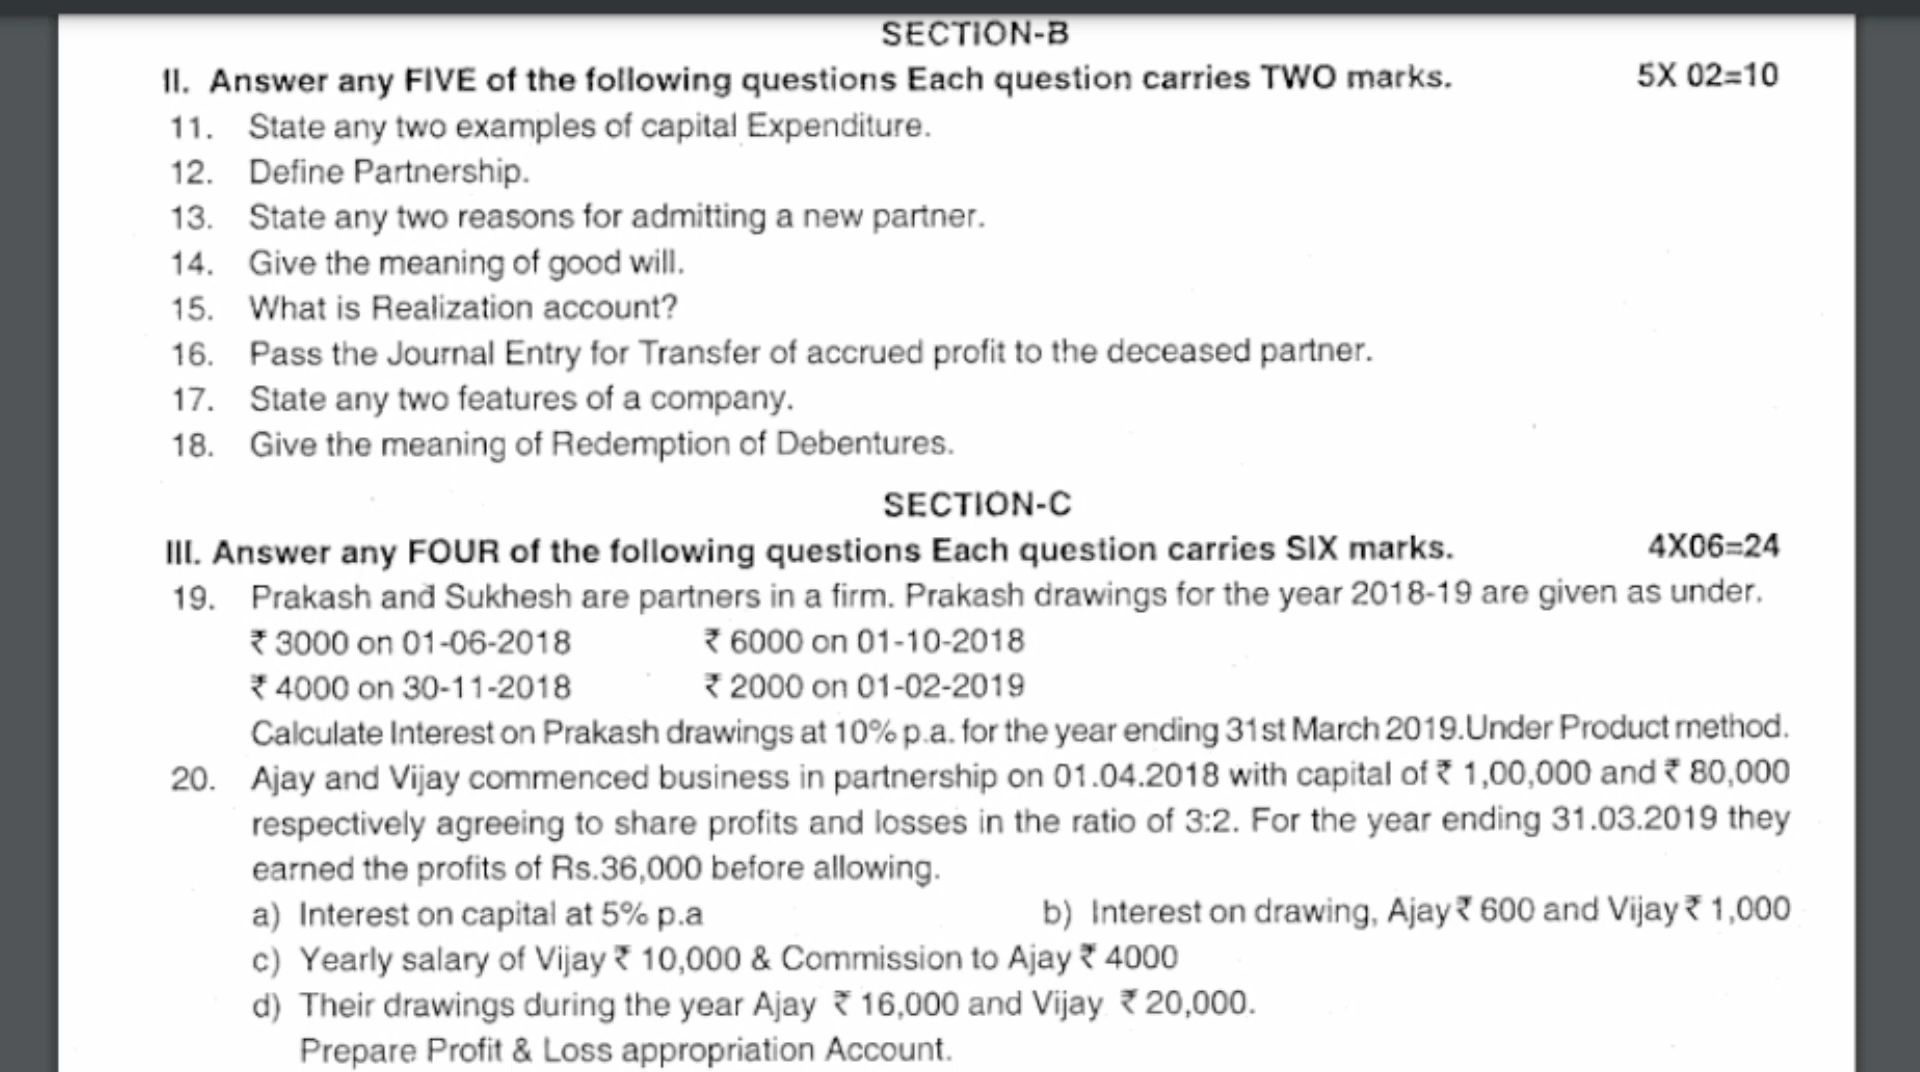 SECTION-B
II. Answer any FIVE of the following questions Each question carries TWO marks. 5X 02=10
11. State any two examples of capital Expenditure.
12. Define Partnership.
13. State any two reasons for admitting a new partner.
14. Give the meaning of good will.
15. What is Realization account?
16. Pass the Journal Entry for Transfer of accrued profit to the deceased partner.
17. State any two features of a company.
18. Give the meaning of Redemption of Debentures.
SECTION-C
III. Answer any FOUR of the following questions Each question carries SIX marks. 4X06=24
19. Prakash and Sukhesh are partners in a firm. Prakash drawings for the year 2018-19 are given as under.
₹ 3000 on 01-06-2018 ₹ 6000 on 01-10-2018
₹ 4000 on 30-11-2018 ₹ 2000 on 01-02-2019
Calculate Interest on Prakash drawings at 10% p.a. for the year ending 31st March 2019.Under Product method.
20. Ajay and Vijay commenced business in partnership on 01.04.2018 with capital of ₹ 1,00,000 and ₹ 80,000
respectively agreeing to share profits and losses in the ratio of 3:2. For the year ending 31.03.2019 they
earned the profits of Rs.36,000 before allowing.
a) Interest on capital at 5% p.a b) Interest on drawing, Ajay ₹ 600 and Vijay ₹ 1,000
c) Yearly salary of Vijay ₹ 10,000 & Commission to Ajay ₹ 4000
d) Their drawings during the year Ajay ₹ 16,000 and Vijay ₹ 20,000.
Prepare Profit & Loss appropriation Account.